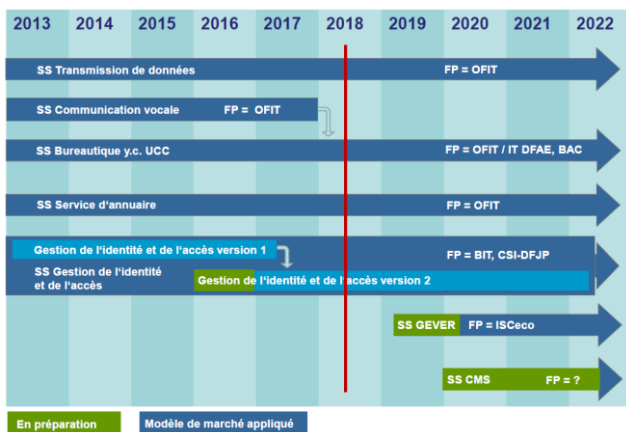 2013 2014 2015 2016 2017 2018 2019 2020 2021 2022
SS Transmission de données FP = OFIT
SS Communication vocale FP = OFIT
SS Bureautique y.c. UCC FP = OFIT / IT DFAE, BAC
SS Service d'annuaire FP = OFIT
Gestion de l'identité et de l'accès version 1
FP = BIT, CSI-DFJP
SS Gestion de l'identité
et de l'accès
Gestion de l'identité et de l'accès version 2
SS GEVER FP = ISCeco
SS CMS FP = ?
En préparation Modèle de marché appliqué